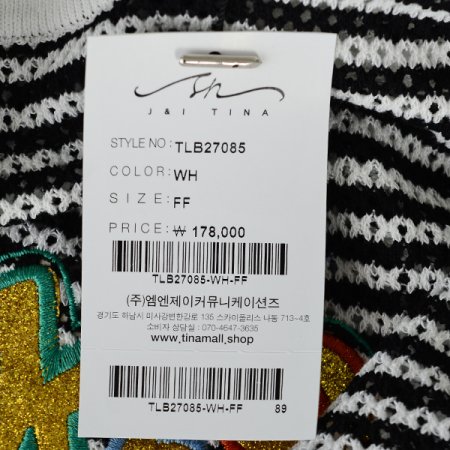 J & I TINA
STYLE NO : TLB27085
COLOR: WH
SIZE: FF
PRICE: ₩ 178,000
TLB27085-WH-FF
(주)엠엔제이커뮤니케이션즈
경기도 하남시 미사강변한강로 135 스카이폴리스 나동 713-4호
소비자 상담실 : 070-4647-3635
www.tinamall.shop
TLB27085-WH-FF 89